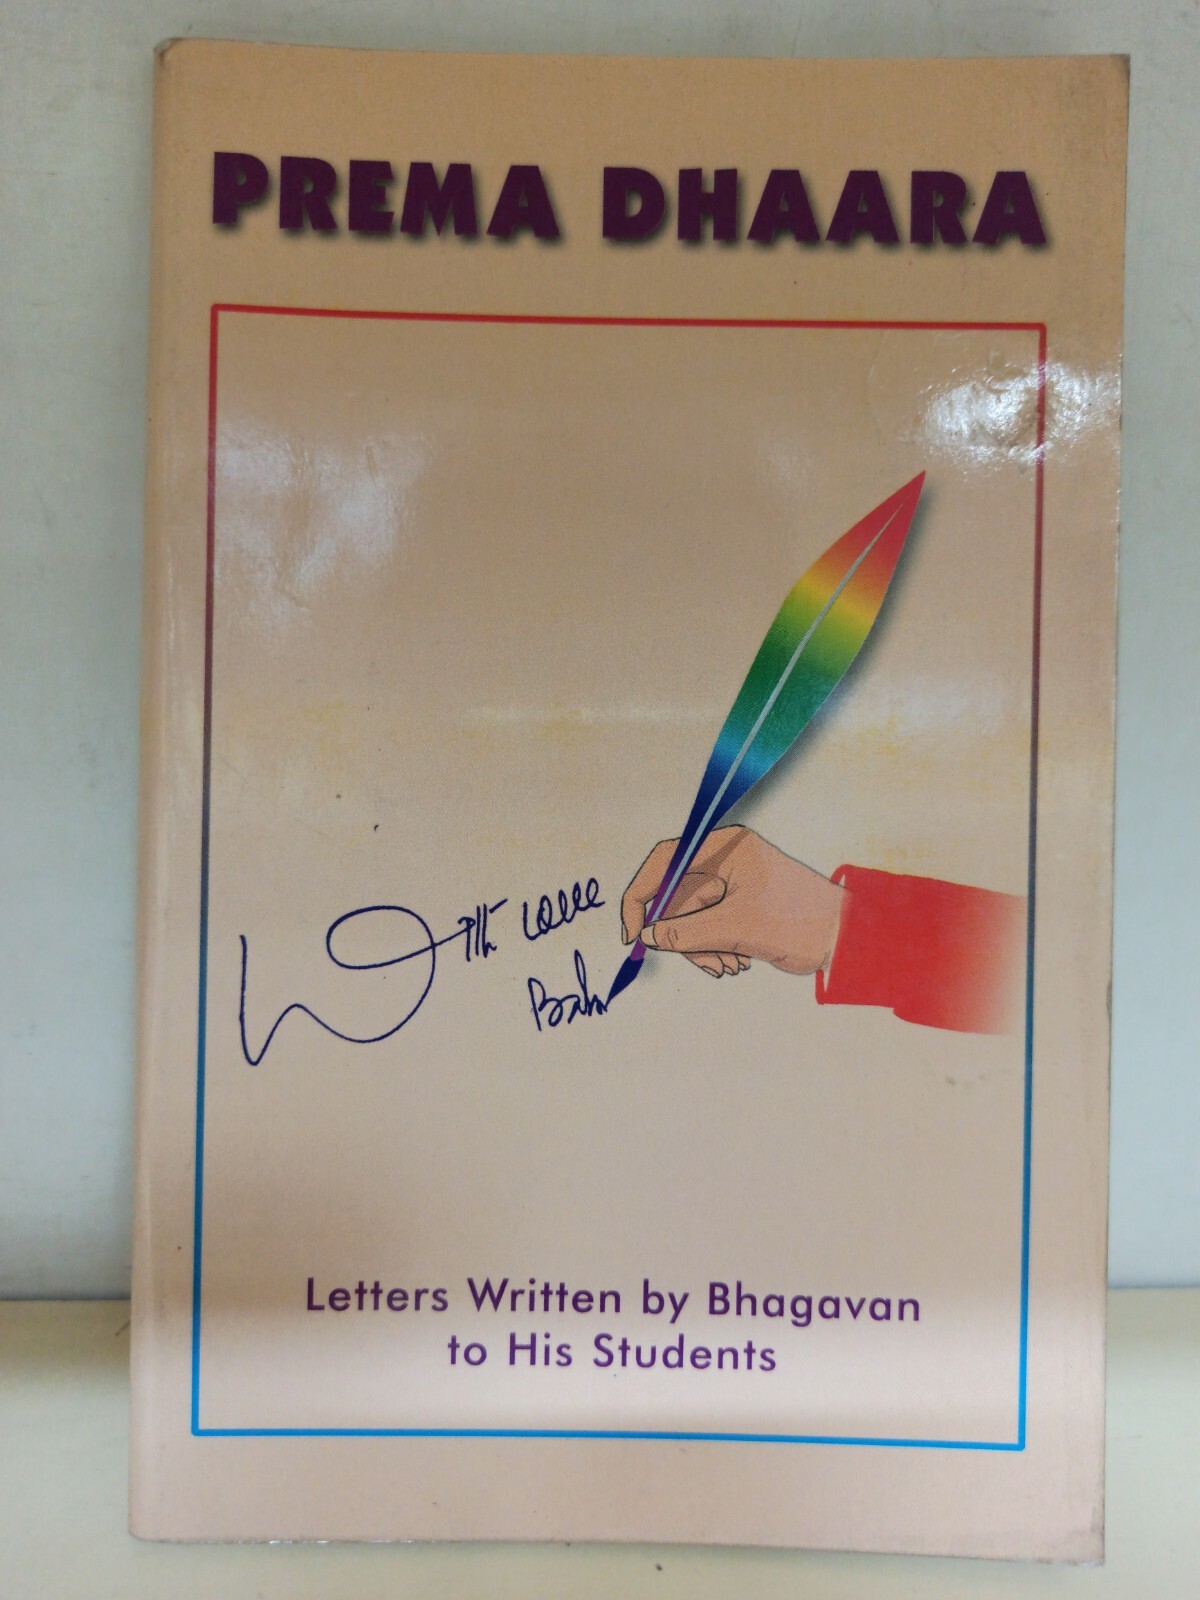 PREMA DHAARA
With Love
Baba
Letters Written by Bhagavan
to His Students